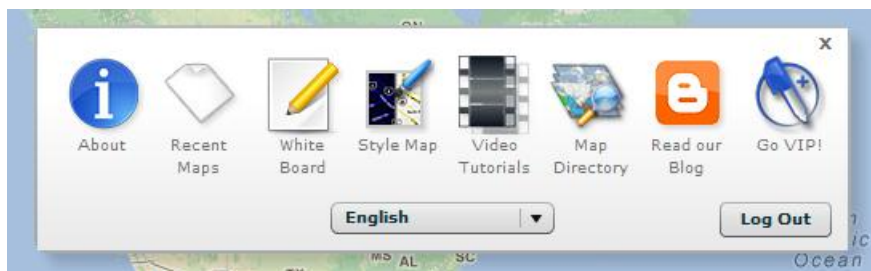 ON
x
About
Recent
Maps
White
Board
Style Map
Video
Tutorials
Map
Directory
Read our
Blog
Go VIP!
English
Log Out
MS AL SC
Ocean